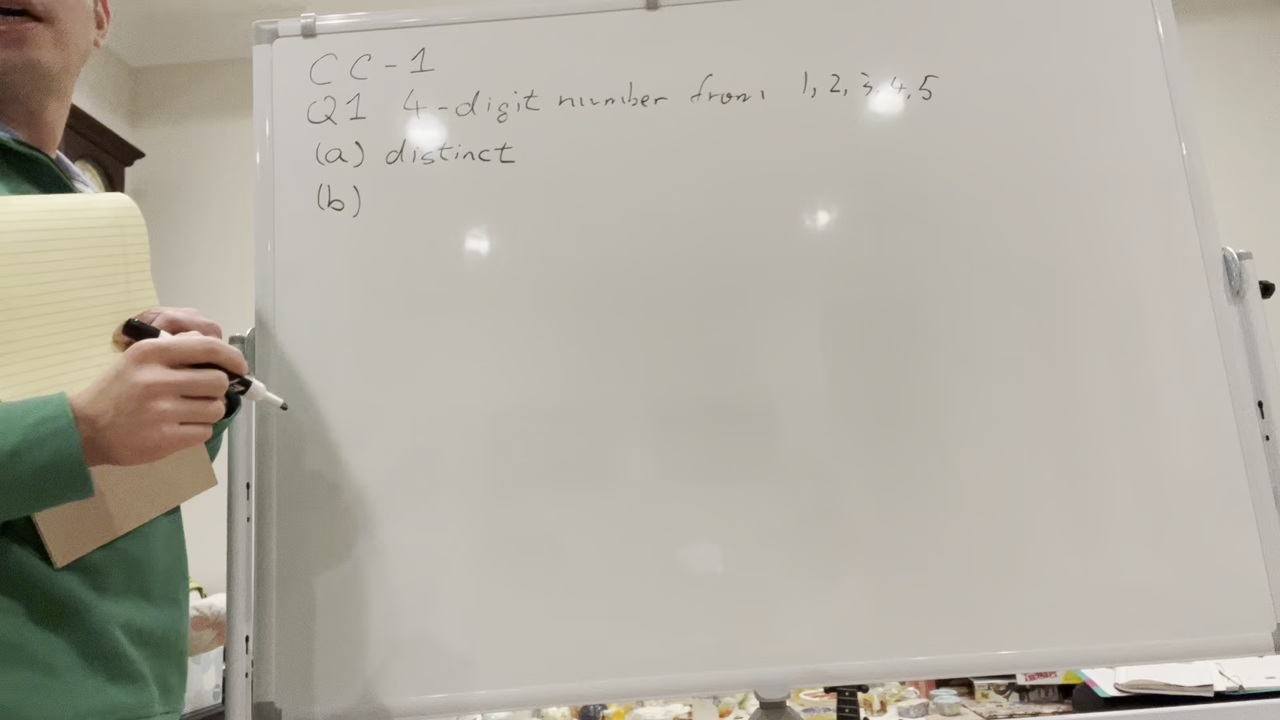 CC-1
Q1 4-digit number from 1, 2, 3, 4, 5
(a) distinct
(b)